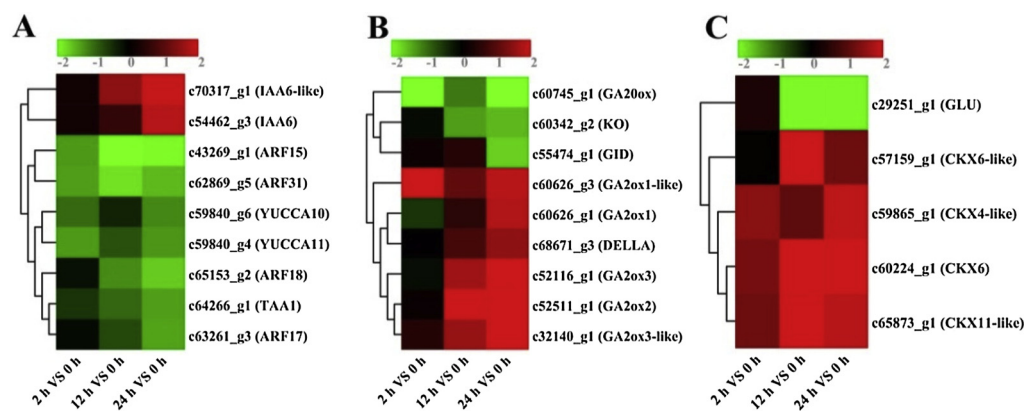 A
-2 -1 0 1 2
c70317_g1 (IAA6-like)
c54462_g3 (IAA6)
c43269_g1 (ARF15)
c62869_g5 (ARF31)
c59840_g6 (YUCCA10)
c59840_g4 (YUCCA11)
c65153_g2 (ARF18)
c64266_g1 (TAA1)
c63261_g3 (ARF17)
2 h VS 0 h
12 h VS 0 h
24 h VS 0 h
B
-2 -1 0 1 2
c60745_g1 (GA20ox)
c60342_g2 (KO)
c55474_g1 (GID)
c60626_g3 (GA2ox1-like)
c60626_g1 (GA2ox1)
c68671_g3 (DELLA)
c52116_g1 (GA2ox3)
c52511_g1 (GA2ox2)
c32140_g1 (GA2ox3-like)
2 h VS 0 h
12 h VS 0 h
24 h VS 0 h
C
-2 -1 0 1 2
c29251_g1 (GLU)
c57159_g1 (CKX6-like)
c59865_g1 (CKX4-like)
c60224_g1 (CKX6)
c65873_g1 (CKX11-like)
2 h VS 0 h
12 h VS 0 h
24 h VS 0 h